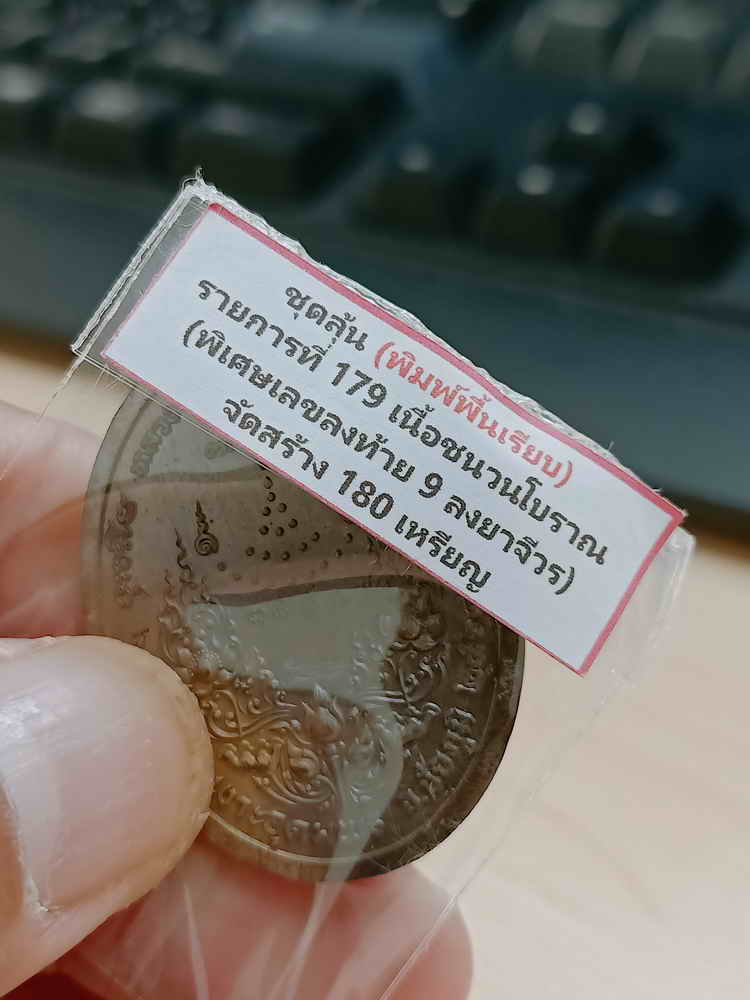 ชุดลุ้น (พิมพ์พื้นเรียบ)
รายการที่ 179 เนื้อชนวนโบราณ
(พิเศษเลขลงท้าย 9 ลงยาจีวร)
จัดสร้าง 180 เหรียญ